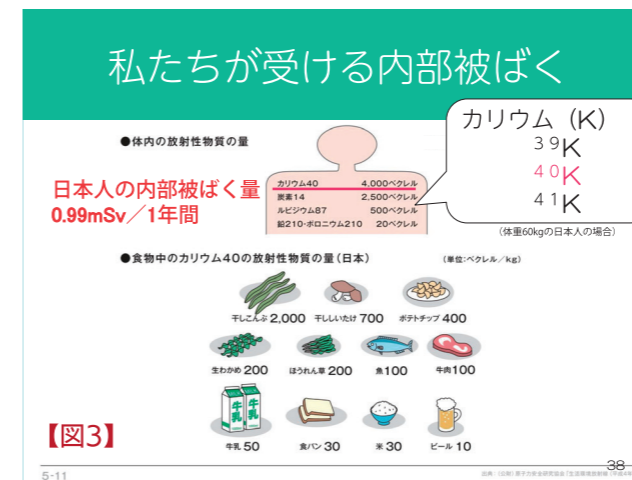 私たちが受ける内部被ばく
●体内の放射性物質の量
カリウム(K)
³⁹K
⁴⁰K
⁴¹K
日本人の内部被ばく量
0.99mSv/1年間
カリウム40 4,000ベクレル
炭素14 2,500ベクレル
ルビジウム87 500ベクレル
鉛210・ポロニウム210 20ベクレル
(体重60kgの日本人の場合)
●食物中のカリウム40の放射性物質の量(日本) (単位:ベクレル/kg)
干しこんぶ 2,000 干ししいたけ 700 ポテトチップ 400
生わかめ 200 ほうれん草 200 魚 100 牛肉 100
牛乳
牛乳
牛乳 50 食パン 30 米 30 ビール 10
【図3】
5-11
38